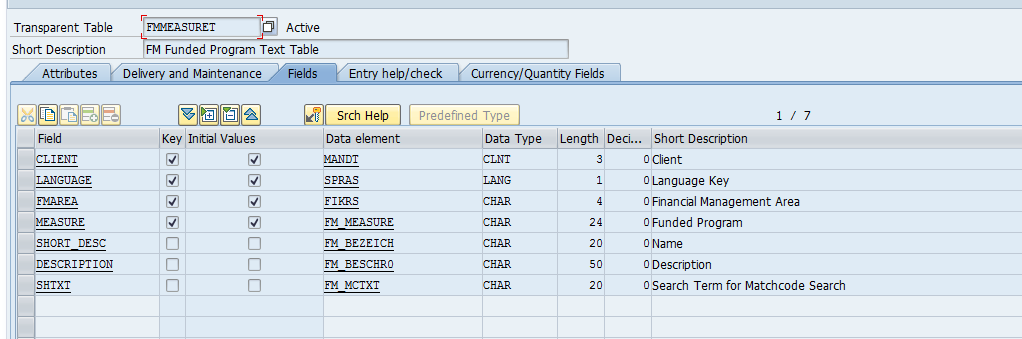 Transparent Table FMMEASURET Active
Short Description FM Funded Program Text Table
Attributes Delivery and Maintenance Fields Entry help/check Currency/Quantity Fields
Srch Help Predefined Type 1 / 7
Field Key Initial Values Data element Data Type Length Deci... Short Description
CLIENT MANDT CLNT 3 0 Client
LANGUAGE SPRAS LANG 1 0 Language Key
FMAREA FIKRS CHAR 4 0 Financial Management Area
MEASURE FM_MEASURE CHAR 24 0 Funded Program
SHORT_DESC FM_BEZEICH CHAR 20 0 Name
DESCRIPTION FM_BESCHR0 CHAR 50 0 Description
SHTXT FM_MCTXT CHAR 20 0 Search Term for Matchcode Search